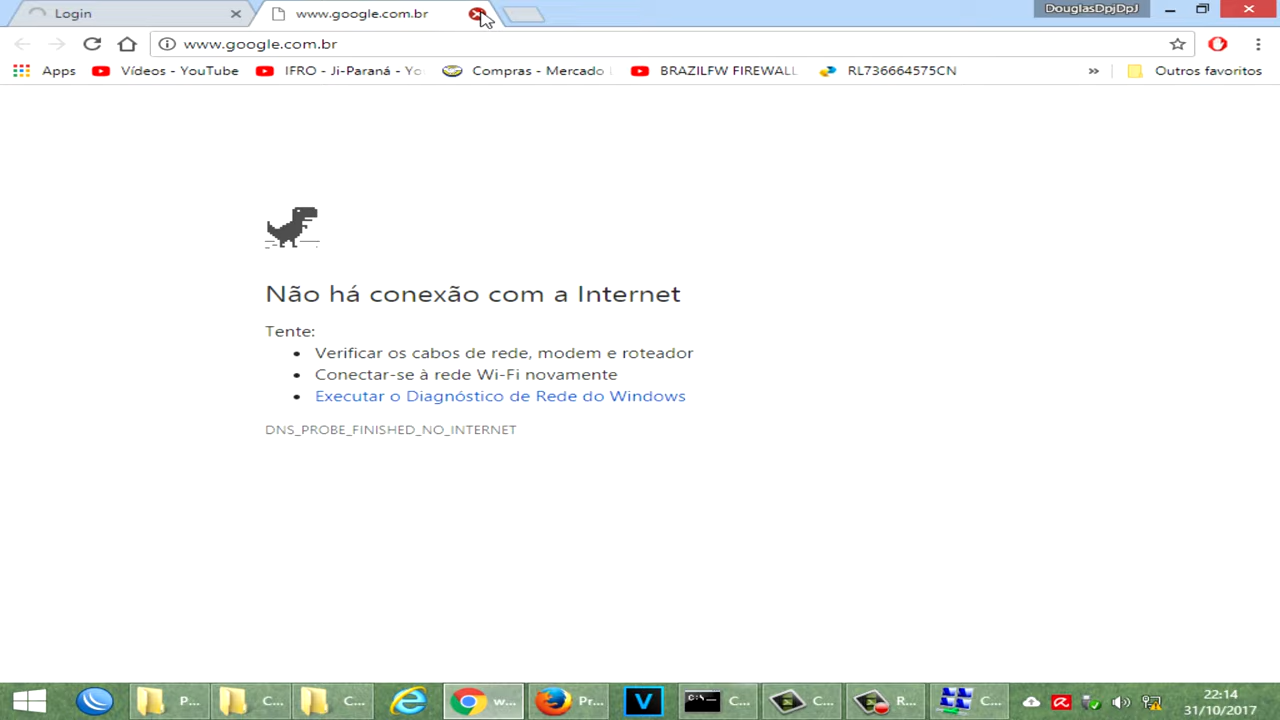 Login
www.google.com.br
DouglasDpjDpJ
www.google.com.br
Apps
Vídeos - YouTube
IFRO - Ji-Paraná - Yo
Compras - Mercado
BRAZILFW FIREWALL
RL736664575CN
»
Outros favoritos
Não há conexão com a Internet
Tente:
• Verificar os cabos de rede, modem e roteador
• Conectar-se à rede Wi-Fi novamente
• Executar o Diagnóstico de Rede do Windows
DNS_PROBE_FINISHED_NO_INTERNET
P...
C...
C...
w...
Pr...
V
C:\
C...
C...
R...
C...
22:14
31/10/2017